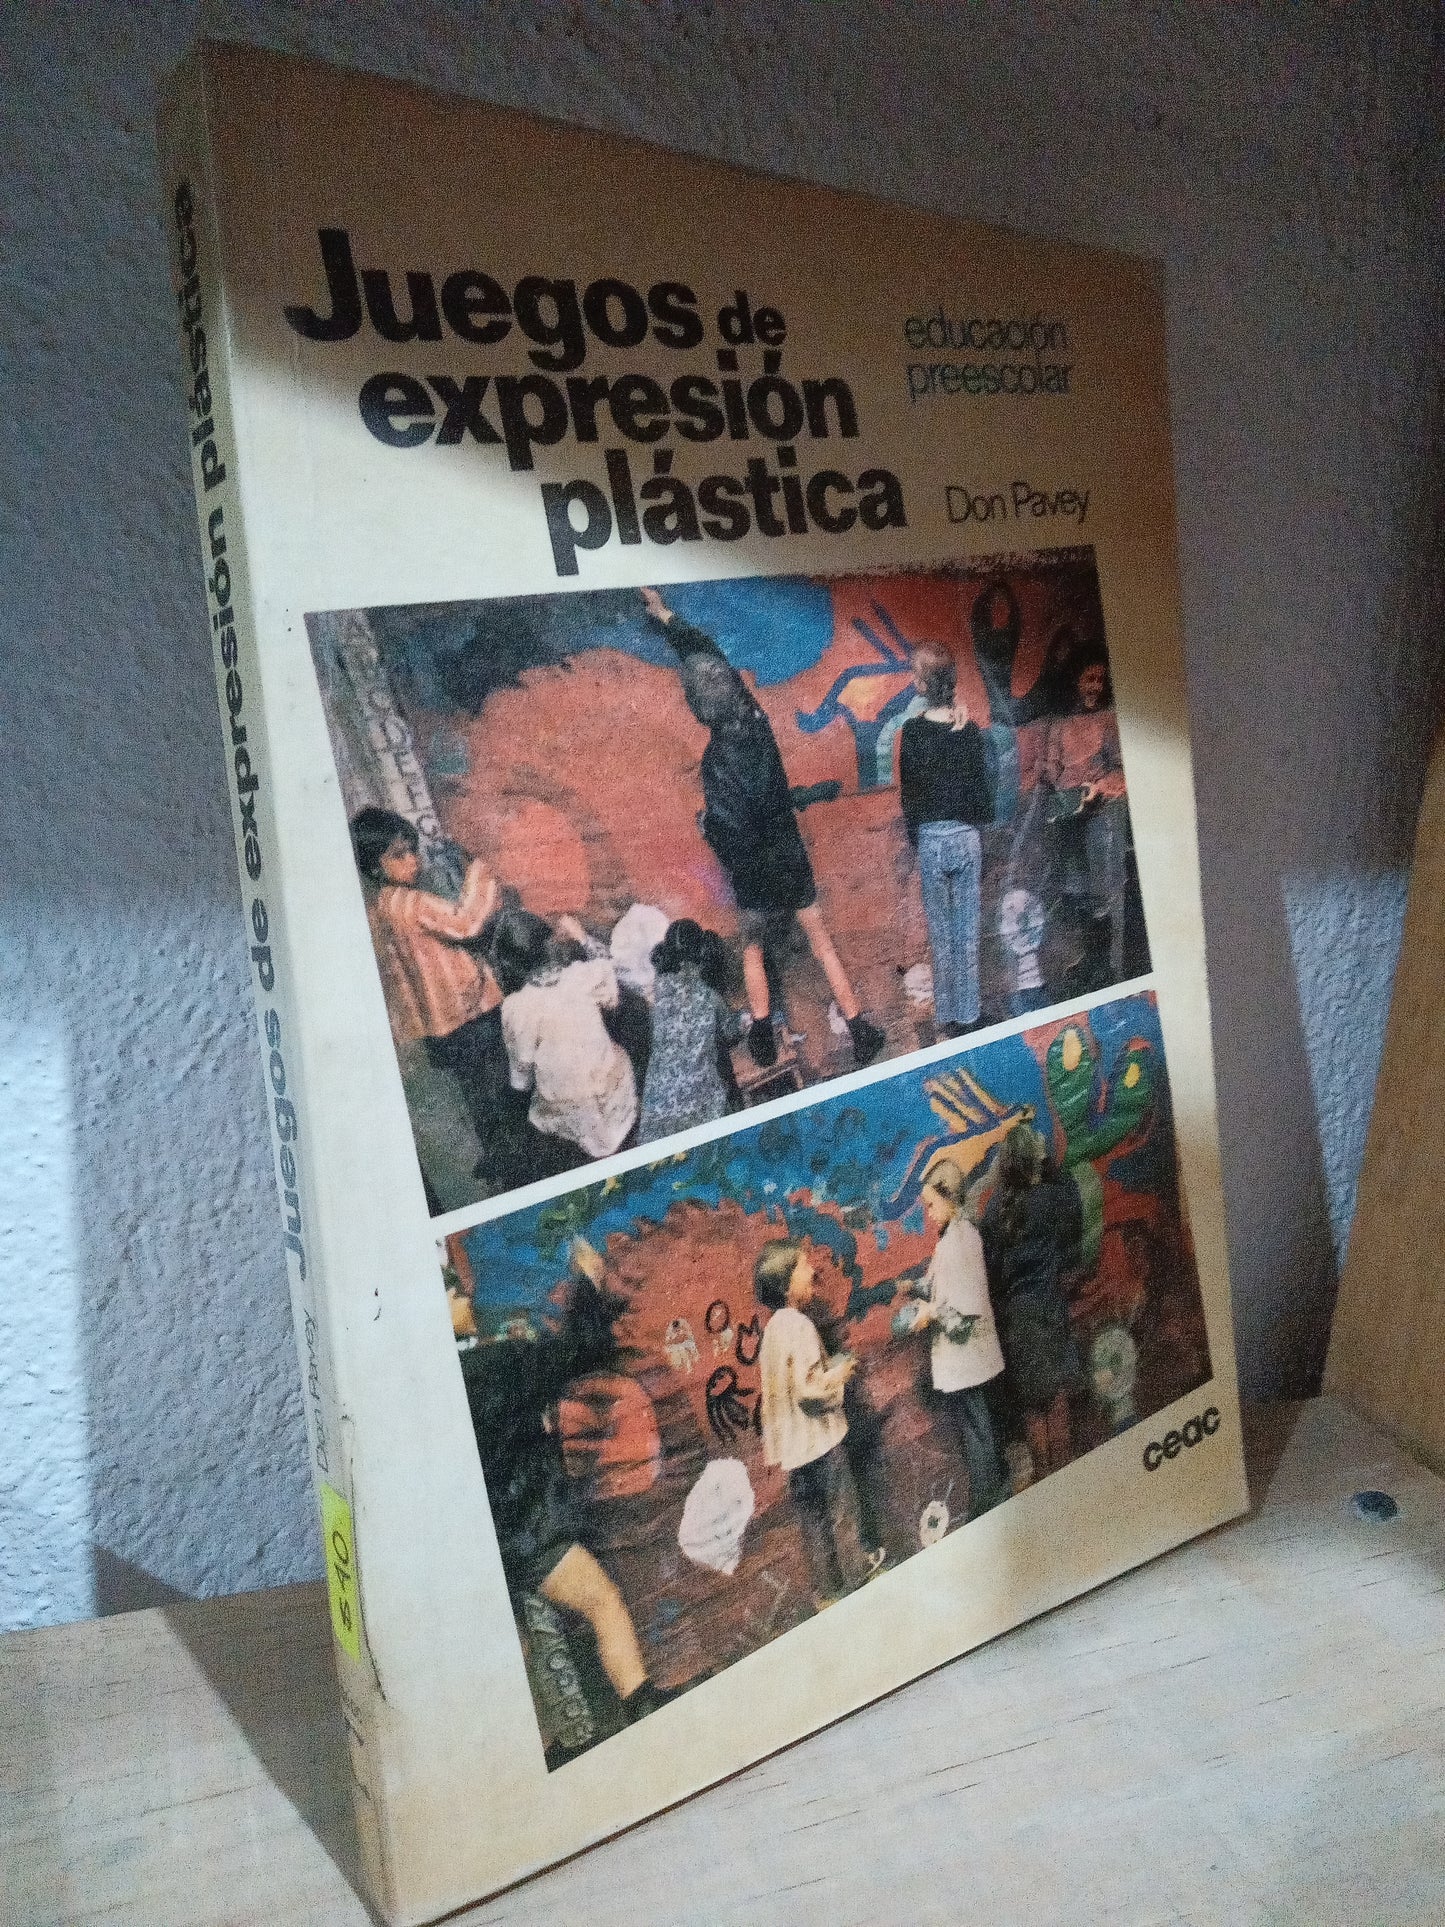 Juegos de
expresión
plástica
educación
preescolar
Don Pavey
ceac
Juegos de expresión plástica
Don Pavey
$ 10